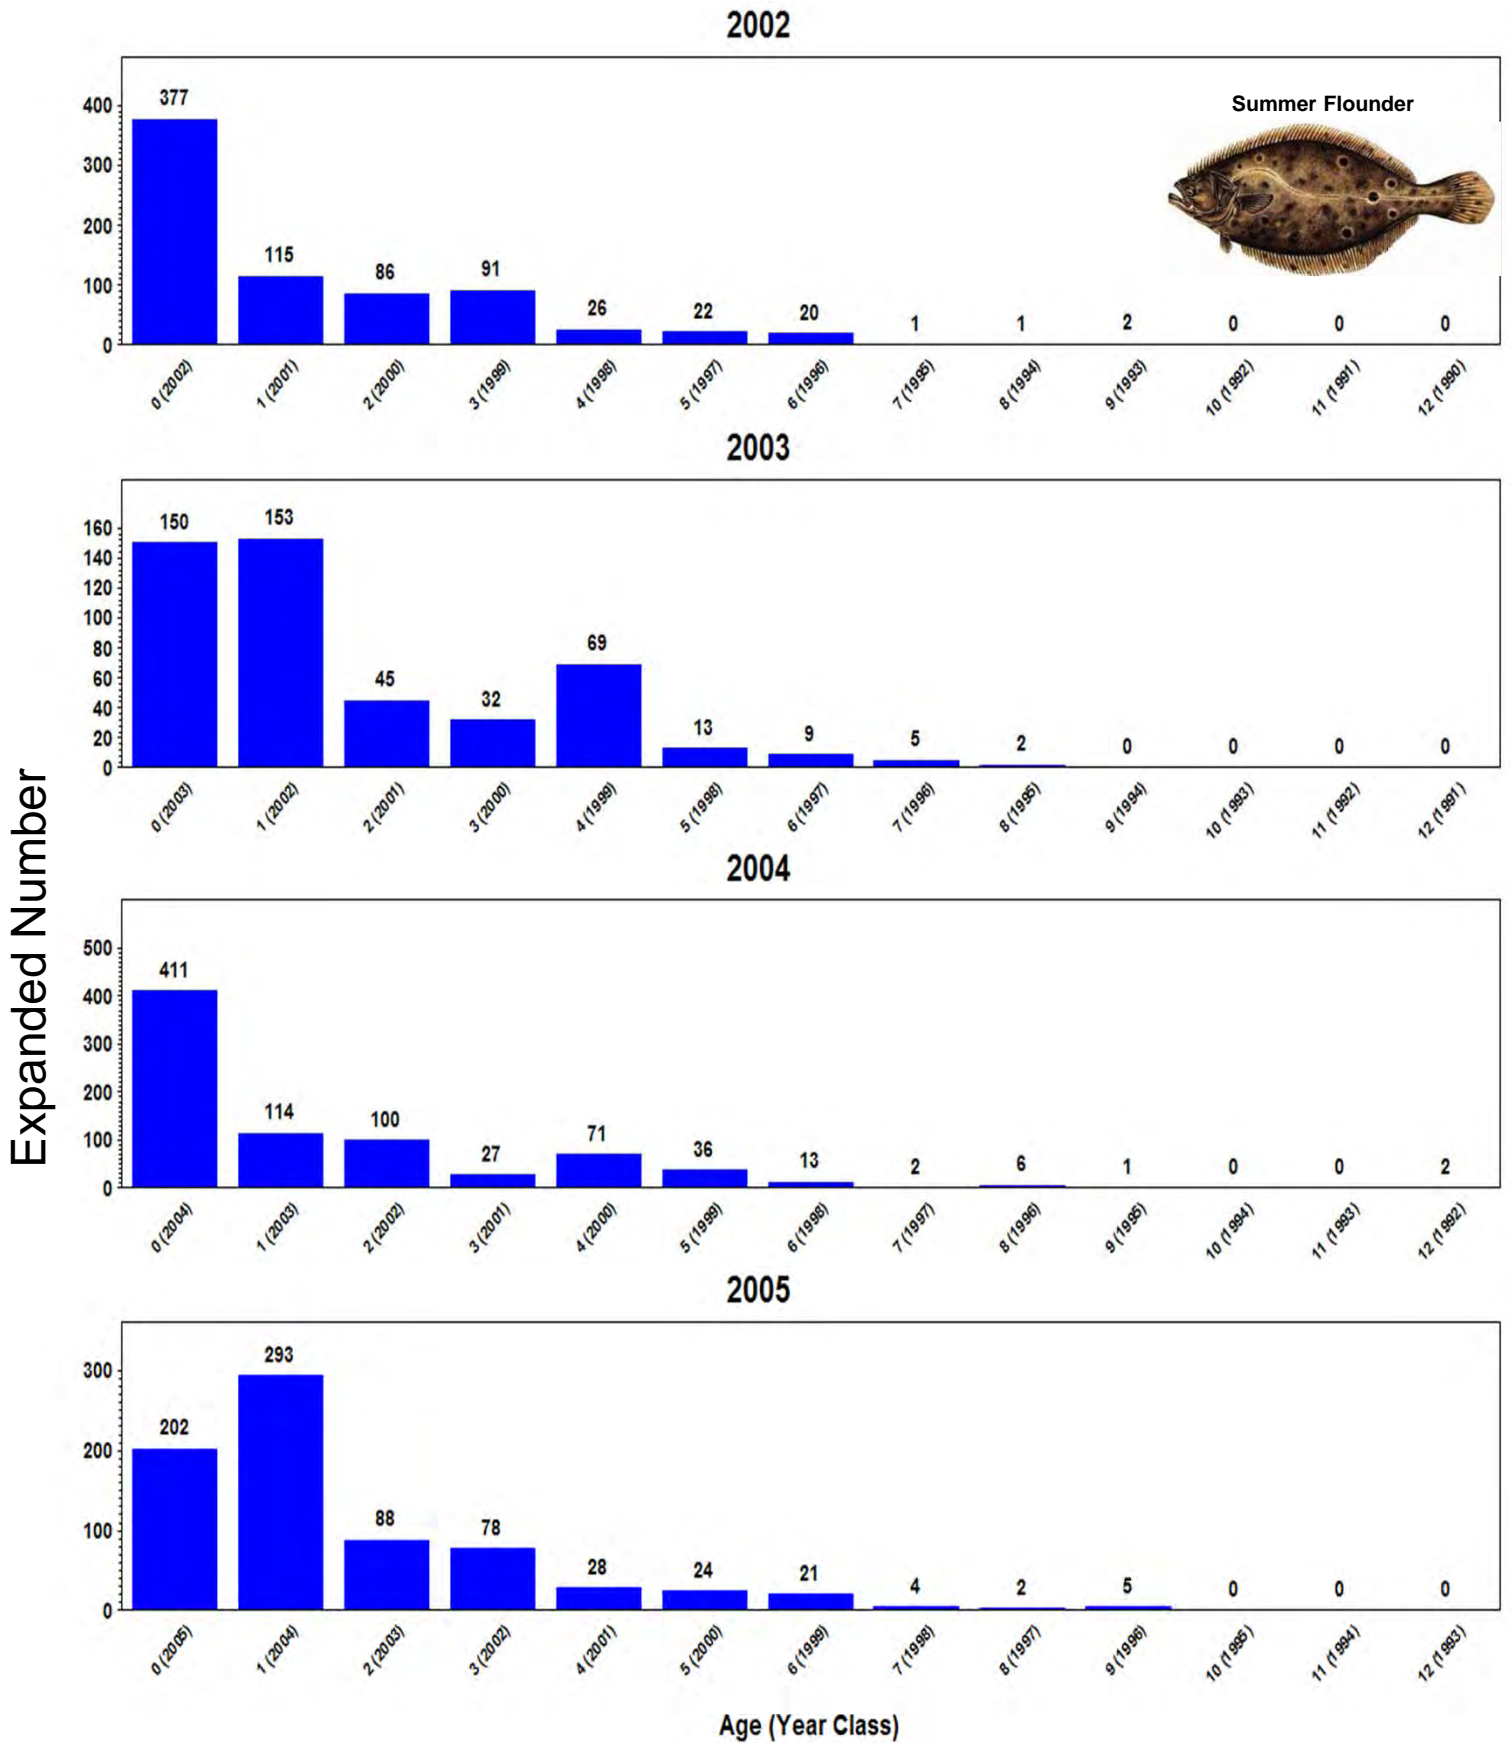 2002
Summer Flounder
400
300
200
100
0
377 115 86 91 26 22 20 1 1 2 0 0 0
0 (2002) 1 (2001) 2 (2000) 3 (1999) 4 (1998) 5 (1997) 6 (1996) 7 (1995) 8 (1994) 9 (1993) 10 (1992) 11 (1991) 12 (1990)
2003
160
140
120
100
80
60
40
20
0
150 153 45 32 69 13 9 5 2 0 0 0 0
0 (2003) 1 (2002) 2 (2001) 3 (2000) 4 (1999) 5 (1998) 6 (1997) 7 (1996) 8 (1995) 9 (1994) 10 (1993) 11 (1992) 12 (1991)
Expanded Number
2004
500
400
300
200
100
0
411 114 100 27 71 36 13 2 6 1 0 0 2
0 (2004) 1 (2003) 2 (2002) 3 (2001) 4 (2000) 5 (1999) 6 (1998) 7 (1997) 8 (1996) 9 (1995) 10 (1994) 11 (1993) 12 (1992)
2005
300
200
100
0
202 293 88 78 28 24 21 4 2 5 0 0 0
0 (2005) 1 (2004) 2 (2003) 3 (2002) 4 (2001) 5 (2000) 6 (1999) 7 (1998) 8 (1997) 9 (1996) 10 (1995) 11 (1994) 12 (1993)
Age (Year Class)